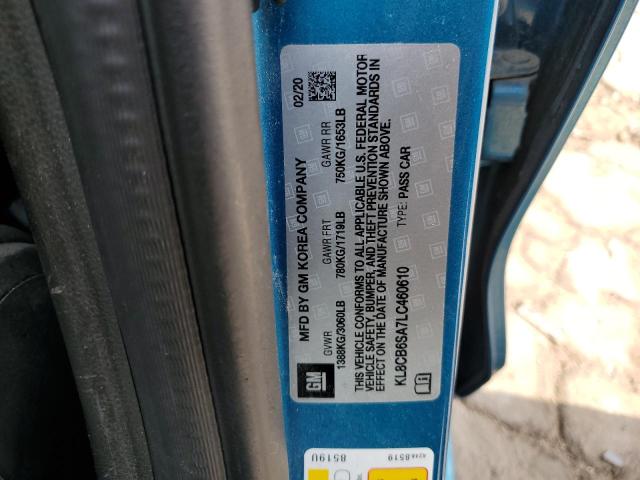 MFD BY GM KOREA COMPANY 02/20
GVWR GAWR FRT GAWR RR
1388KG/3060LB 780KG/1719LB 750KG/1653LB
THIS VEHICLE CONFORMS TO ALL APPLICABLE U.S. FEDERAL MOTOR
VEHICLE SAFETY, BUMPER, AND THEFT PREVENTION STANDARDS IN
EFFECT ON THE DATE OF MANUFACTURE SHOWN ABOVE.
KL8CB6SA7LC460610 TYPE: PASS CAR
GM
8519U